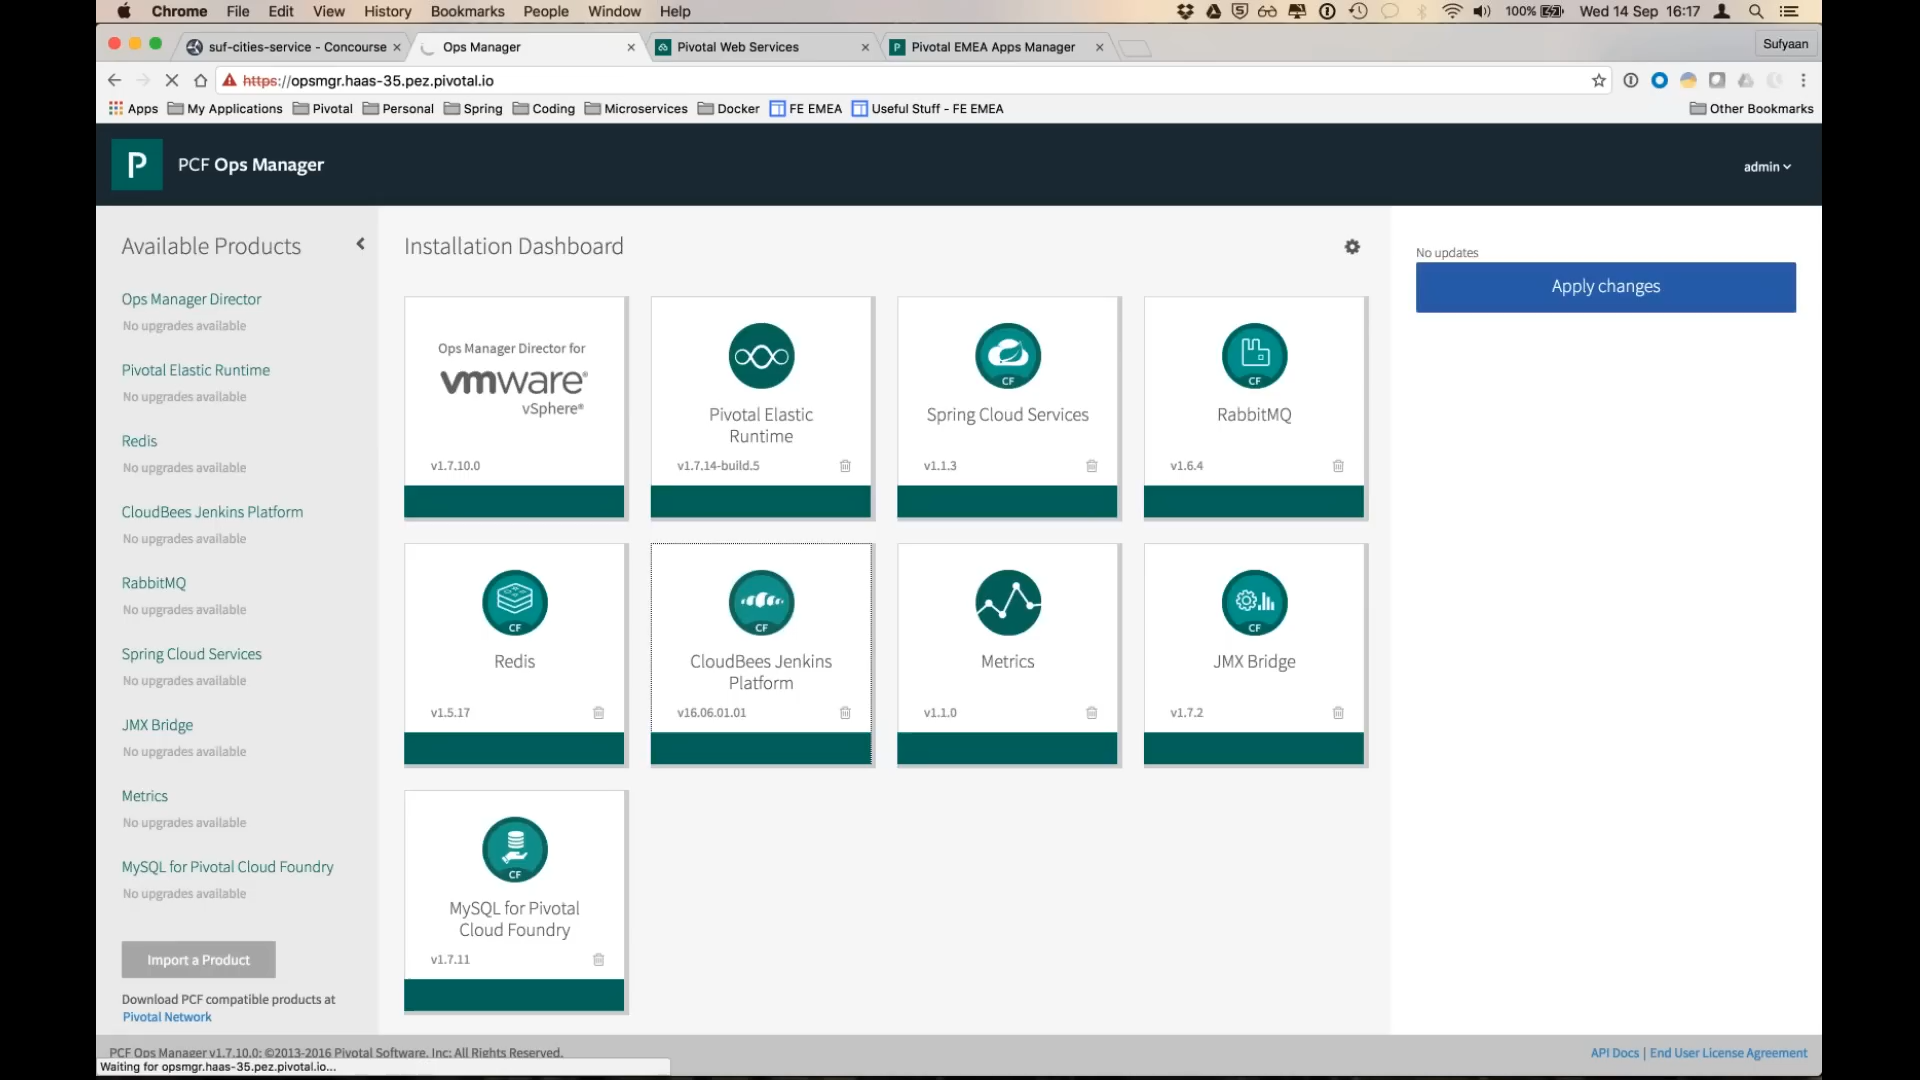 Chrome File Edit View History Bookmarks People Window Help 100% Wed 14 Sep 16:17
suf-cities-service - Concourse Ops Manager Pivotal Web Services Pivotal EMEA Apps Manager Sufyaan
https://opsmgr.haas-35.pez.pivotal.io
Apps My Applications Pivotal Personal Spring Coding Microservices Docker FE EMEA Useful Stuff - FE EMEA Other Bookmarks
P PCF Ops Manager admin
Available Products
Ops Manager Director
No upgrades available
Pivotal Elastic Runtime
No upgrades available
Redis
No upgrades available
CloudBees Jenkins Platform
No upgrades available
RabbitMQ
No upgrades available
Spring Cloud Services
No upgrades available
JMX Bridge
No upgrades available
Metrics
No upgrades available
MySQL for Pivotal Cloud Foundry
No upgrades available
Import a Product
Download PCF compatible products at
Pivotal Network
Installation Dashboard
Ops Manager Director for
vmware®
vSphere®
v1.7.10.0
Pivotal Elastic
Runtime
v1.7.14-build.5
CF
Spring Cloud Services
v1.1.3
CF
RabbitMQ
v1.6.4
CF
Redis
v1.5.17
CF
CloudBees Jenkins
Platform
v16.06.01.01
Metrics
v1.1.0
CF
JMX Bridge
v1.7.2
CF
MySQL for Pivotal
Cloud Foundry
v1.7.11
No updates
Apply changes
PCF Ops Manager v1.7.10.0; ©2013-2016 Pivotal Software, Inc; All Rights Reserved.
API Docs | End User License Agreement
Waiting for opsmgr.haas-35.pez.pivotal.io...